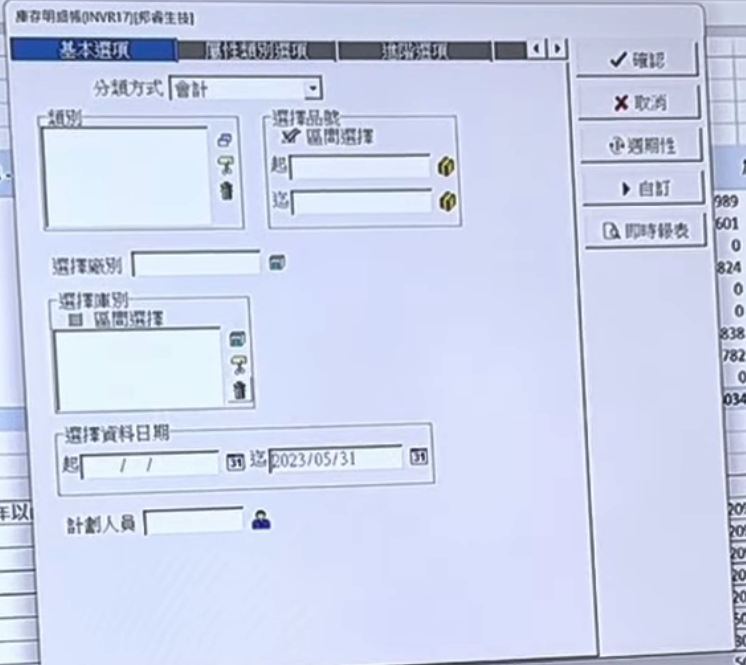 庫存明細帳(INVR17)[邦睿生技]
基本選項 屬性類別選項 進階選項
分類方式 會計
類別
選擇品號
區間選擇
起
迄
選擇廠別
選擇庫別
區間選擇
選擇資料日期
起 / / 31 迄 2023/05/31 31
計劃人員
確認
取消
週期性
自訂
即時報表
989
601
0
824
0
0
838
782
0
034
年以